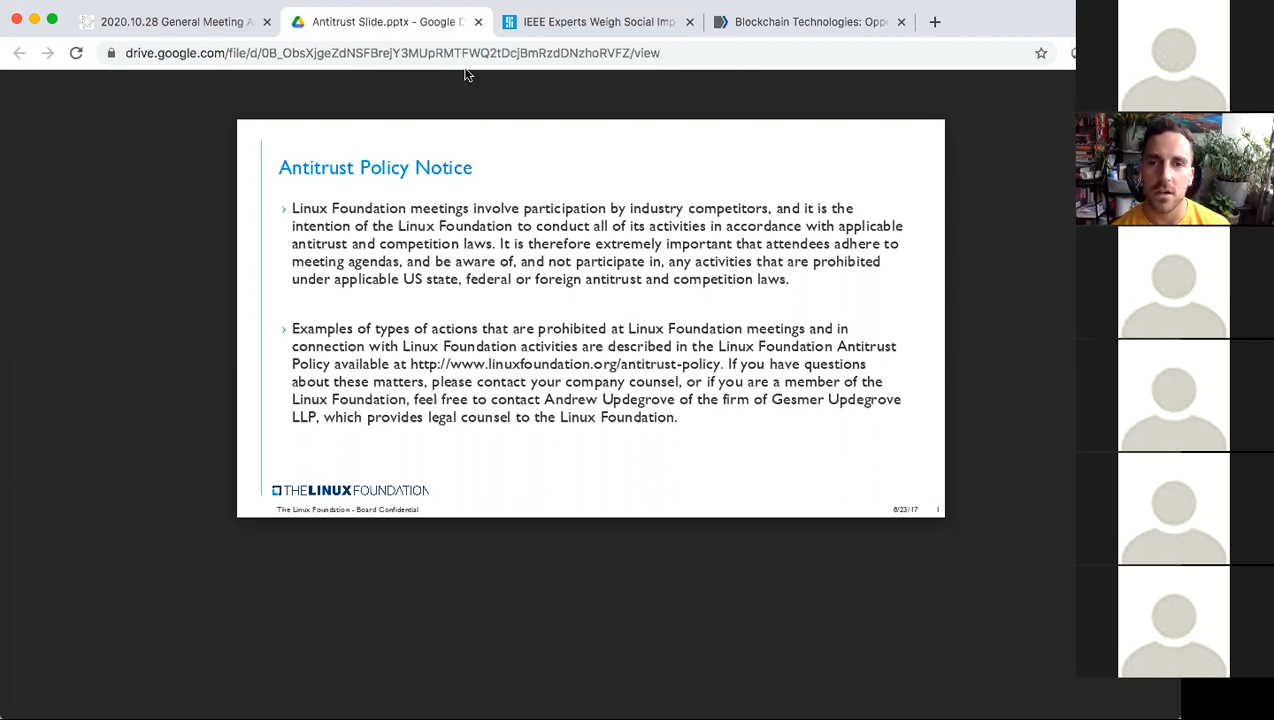 2020.10.28 General Meeting A
Antitrust Slide.pptx - Google D
IEEE Experts Weigh Social Imp
Blockchain Technologies: Oppo
drive.google.com/file/d/0B_ObsXjgeZdNSFBrejY3MUpRMTFWQ2tDcjBmRzdDNzhoRVFZ/view
Antitrust Policy Notice
› Linux Foundation meetings involve participation by industry competitors, and it is the
intention of the Linux Foundation to conduct all of its activities in accordance with applicable
antitrust and competition laws. It is therefore extremely important that attendees adhere to
meeting agendas, and be aware of, and not participate in, any activities that are prohibited
under applicable US state, federal or foreign antitrust and competition laws.
› Examples of types of actions that are prohibited at Linux Foundation meetings and in
connection with Linux Foundation activities are described in the Linux Foundation Antitrust
Policy available at http://www.linuxfoundation.org/antitrust-policy. If you have questions
about these matters, please contact your company counsel, or if you are a member of the
Linux Foundation, feel free to contact Andrew Updegrove of the firm of Gesmer Updegrove
LLP, which provides legal counsel to the Linux Foundation.
THE LINUX FOUNDATION
The Linux Foundation - Board Confidential
8/23/17 1